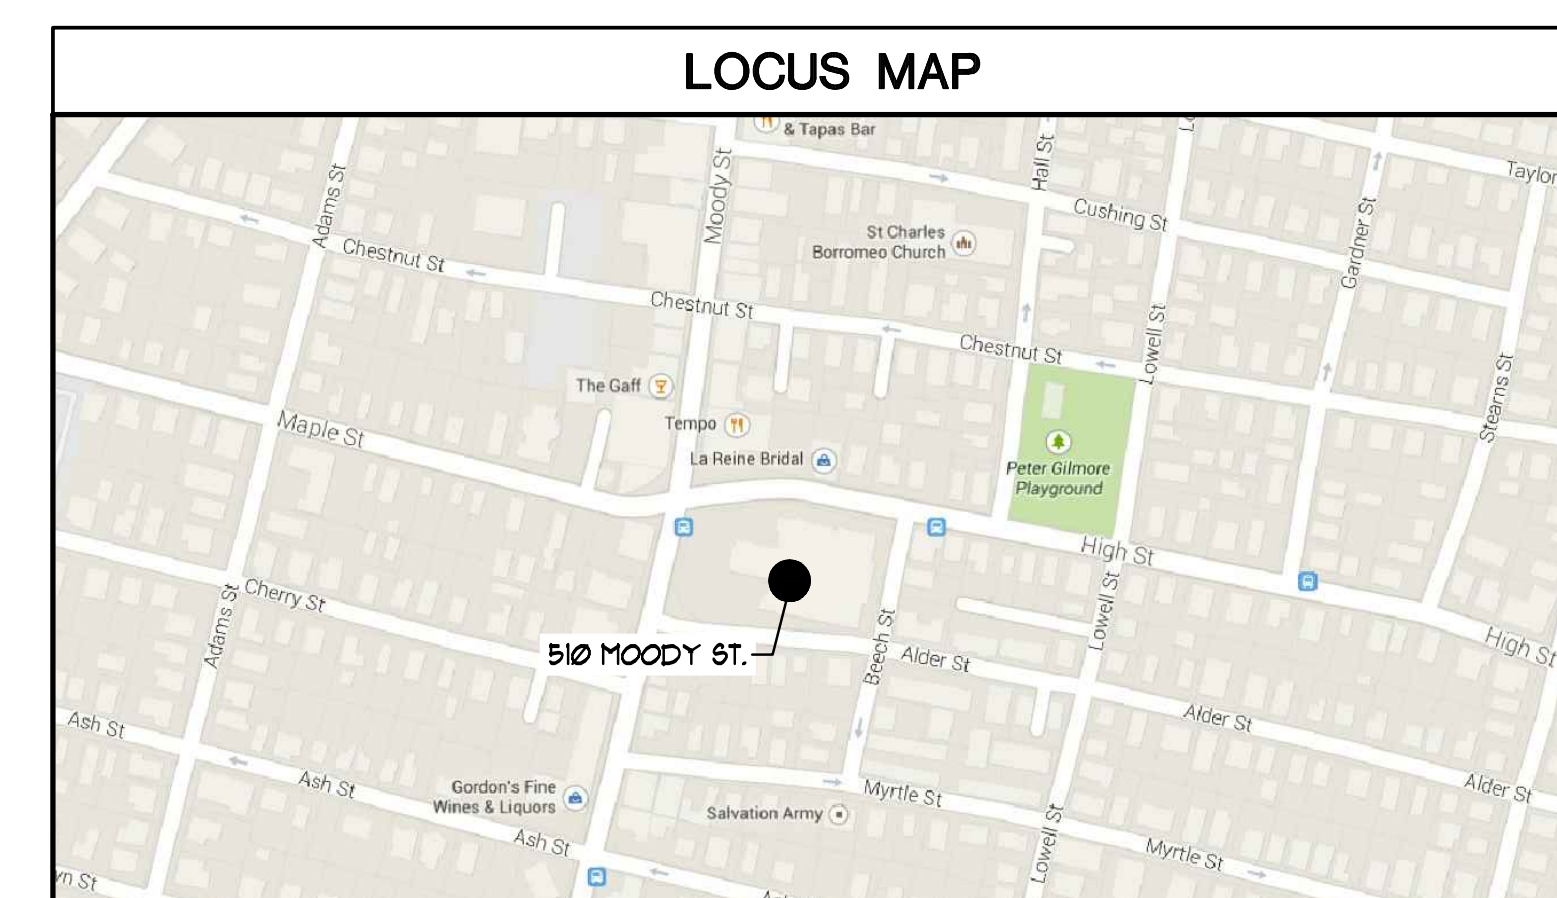 LOCUS MAP
& Tapas Bar
Hall St
Moody St
Adams St
Taylor
Cushing St
Gardner St
St Charles
Borromeo Church
Chestnut St
Chestnut St
Chestnut St
Lowell St
Stearns St
The Gaff
Tempo
Maple St
La Reine Bridal
Peter Gilmore
Playground
High St
Cherry St
Adams St
Lowell St
Beech St
High St
510 MOODY ST.
Alder St
Alder St
Ash St
Ash St
Gordon's Fine
Wines & Liquors
Myrtle St
Alder St
Salvation Army
Ash St
Lowell St
Myrtle St
yn St